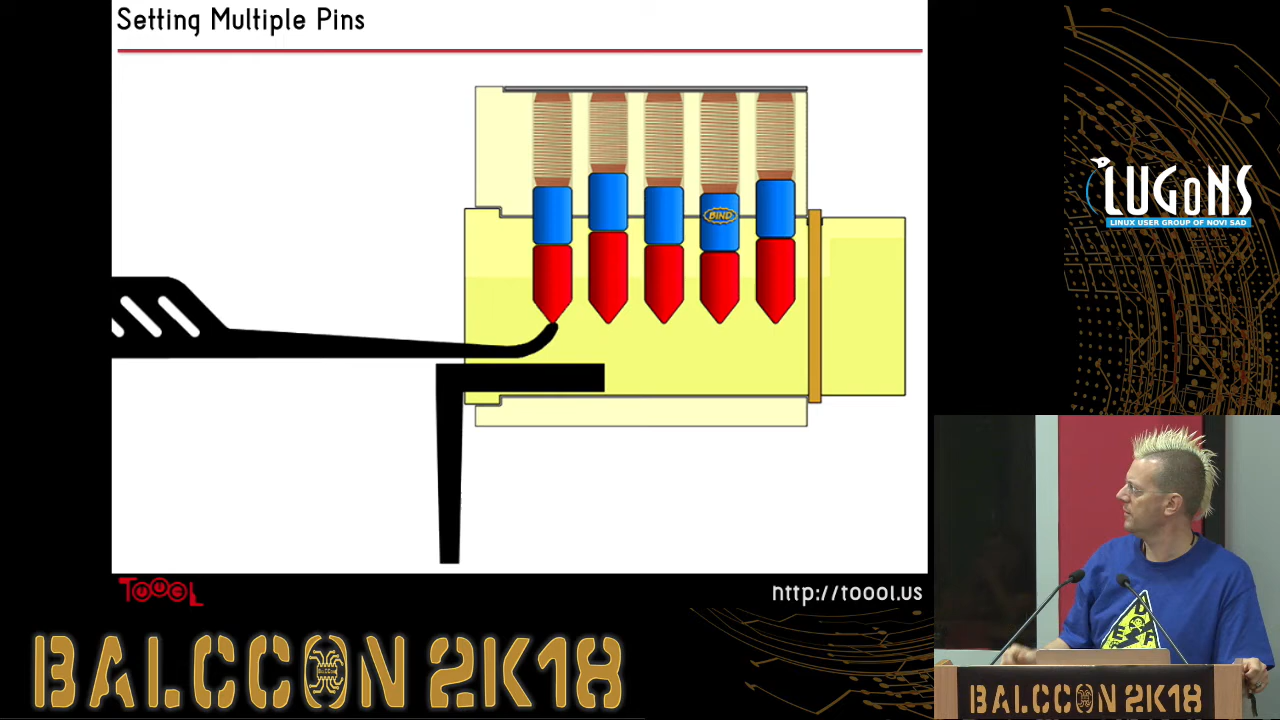 Setting Multiple Pins
BIND
LUGONS
LINUX USER GROUP OF NOVI SAD
TOOOL
http://toool.us
BALCCON 2K18
BALCCON 2K18